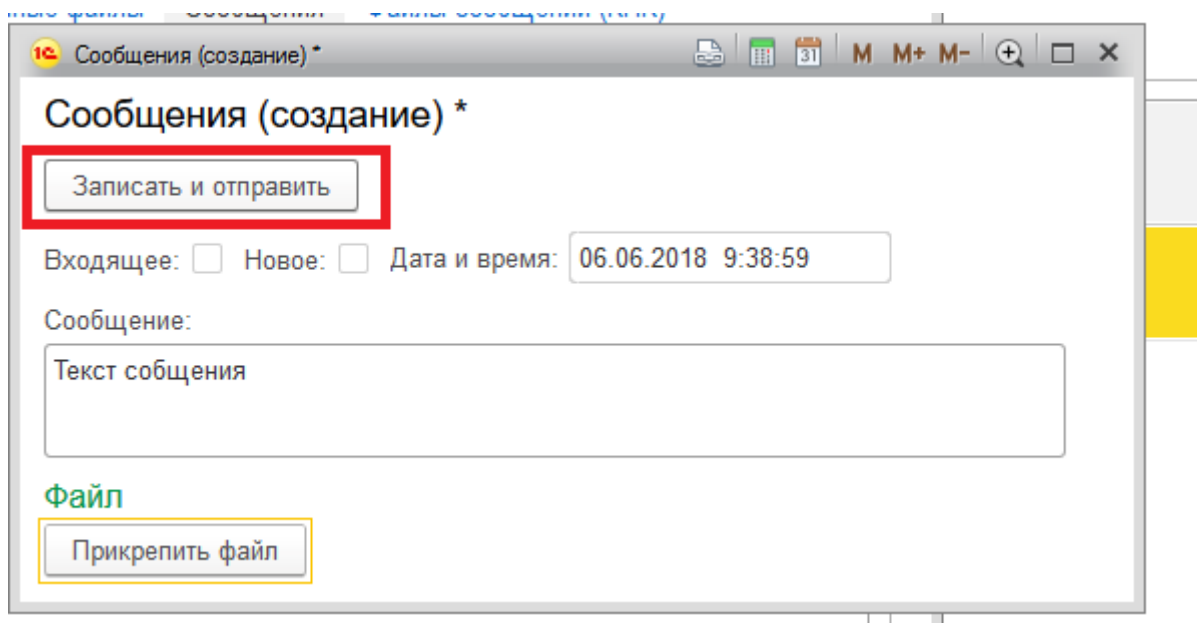 Сообщения (создание) *
M M+ M-
31
Сообщения (создание) *
Записать и отправить
Входящее: Новое: Дата и время: 06.06.2018 9:38:59
Сообщение:
Текст собщения
Файл
Прикрепить файл